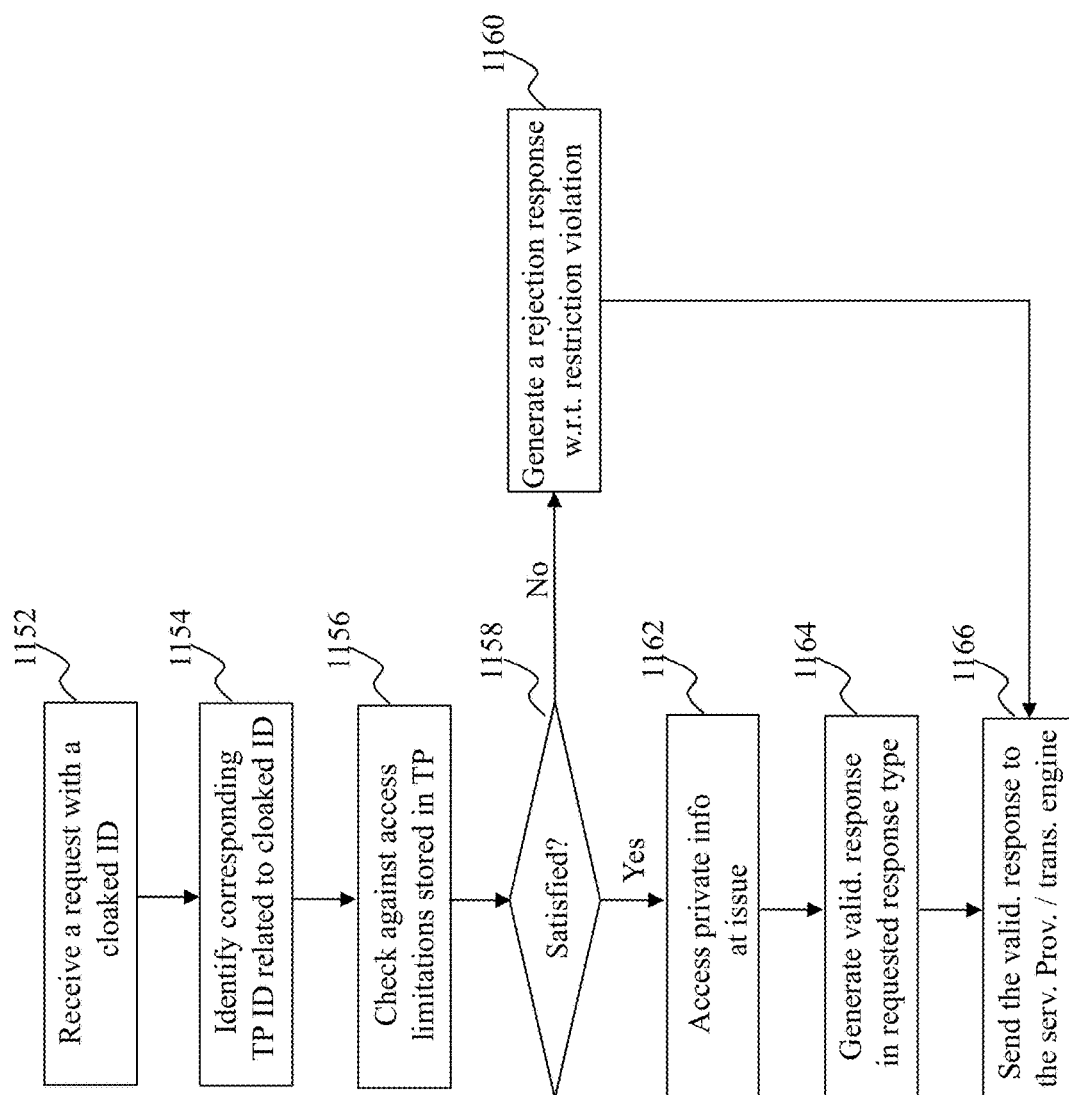 1152
Receive a request with a
cloaked ID
1154
Identify corresponding
TP ID related to cloaked ID
1156
Check against access
limitations stored in TP
1158
Satisfied?
No
Yes
1160
Generate a rejection response
w.r.t. restriction violation
1162
Access private info
at issue
1164
Generate valid. response
in requested response type
1166
Send the valid. response to
the serv. Prov. / trans. engine